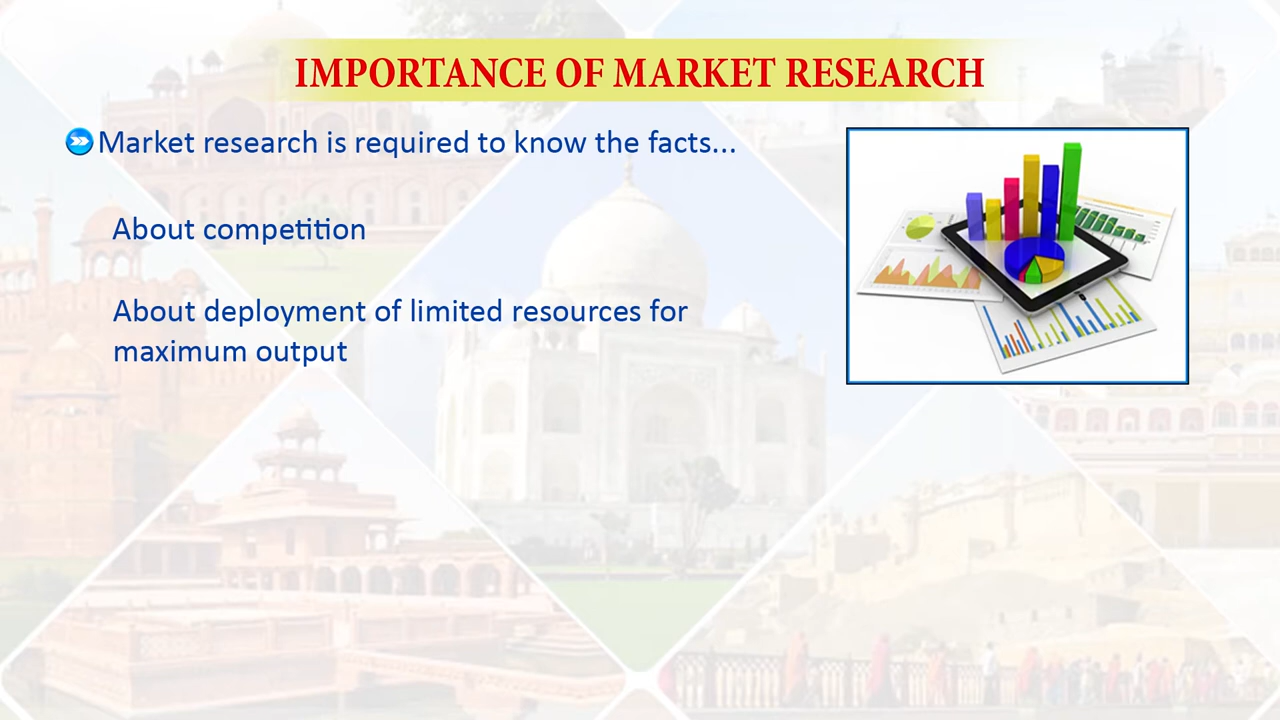 IMPORTANCE OF MARKET RESEARCH
Market research is required to know the facts...
About competition
About deployment of limited resources for
maximum output